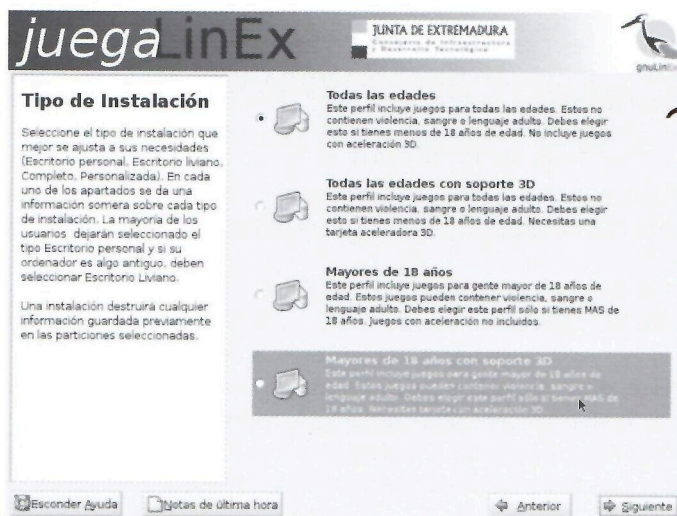 juegaLinEx
JUNTA DE EXTREMADURA
Consejería de Infraestructuras
y Desarrollo Tecnológico
gnuLinEx
Tipo de Instalación
Seleccione el tipo de instalación que
mejor se ajusta a sus necesidades
(Escritorio personal, Escritorio liviano,
Completo, Personalizada). En cada
uno de los apartados se da una
información somera sobre cada tipo
de instalación. La mayoría de los
usuarios dejarán seleccionado el
tipo Escritorio personal y si su
ordenador es algo antiguo, deben
seleccionar Escritorio Liviano.
Una instalación destruirá cualquier
información guardada previamente
en las particiones seleccionadas.
Todas las edades
Este perfil incluye juegos para todas las edades. Estos no
contienen violencia, sangre o lenguaje adulto. Debes elegir
esto si tienes menos de 18 años de edad. No incluye juegos
con aceleración 3D.
Todas las edades con soporte 3D
Este perfil incluye juegos para todas las edades. Estos no
contienen violencia, sangre o lenguaje adulto. Debes elegir
esto si tienes menos de 18 años de edad. Necesitas una
tarjeta aceleradora 3D.
Mayores de 18 años
Este perfil incluye juegos para gente mayor de 18 años de
edad. Estos juegos pueden contener violencia, sangre o
lenguaje adulto. Debes elegir este perfil sólo si tienes MAS de
18 años. Juegos con aceleración no incluidos.
Mayores de 18 años con soporte 3D
Este perfil incluye juegos para gente mayor de 18 años de
edad. Estos juegos pueden contener violencia, sangre o
lenguaje adulto. Debes elegir este perfil sólo si tienes MAS de
18 años. Necesitas tarjeta con aceleración 3D.
Esconder Ayuda
Notas de última hora
Anterior
Siguiente